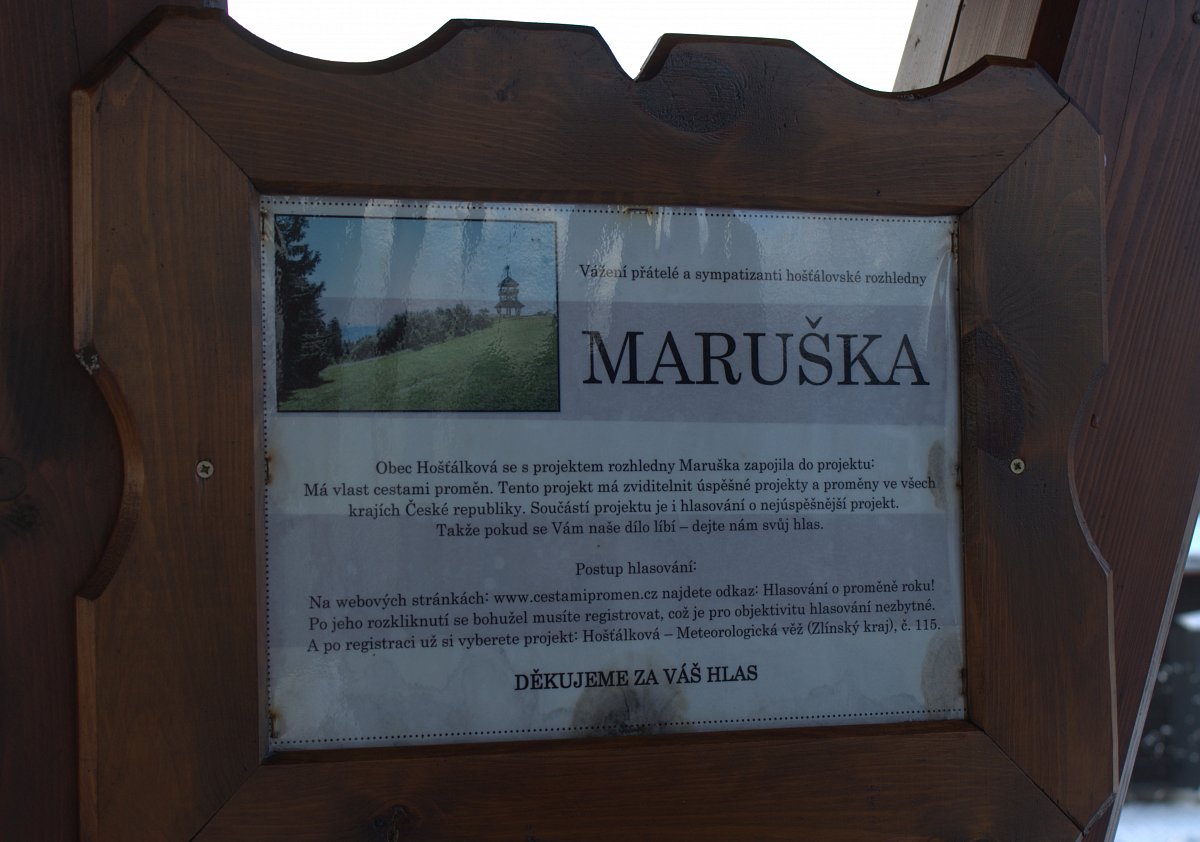 Vážení přátelé a sympatizanti hošťálovské rozhledny
MARUŠKA
Obec Hošťálková se s projektem rozhledny Maruška zapojila do projektu:
Má vlast cestami proměn. Tento projekt má zviditelnit úspěšné projekty a proměny ve všech
krajích České republiky. Součástí projektu je i hlasování o nejúspěšnější projekt.
Takže pokud se Vám naše dílo líbí – dejte nám svůj hlas.
Postup hlasování:
Na webových stránkách: www.cestamipromen.cz najdete odkaz: Hlasování o proměně roku!
Po jeho rozkliknutí se bohužel musíte registrovat, což je pro objektivitu hlasování nezbytné.
A po registraci už si vyberete projekt: Hošťálková – Meteorologická věž (Zlínský kraj), č. 115.
DĚKUJEME ZA VÁŠ HLAS